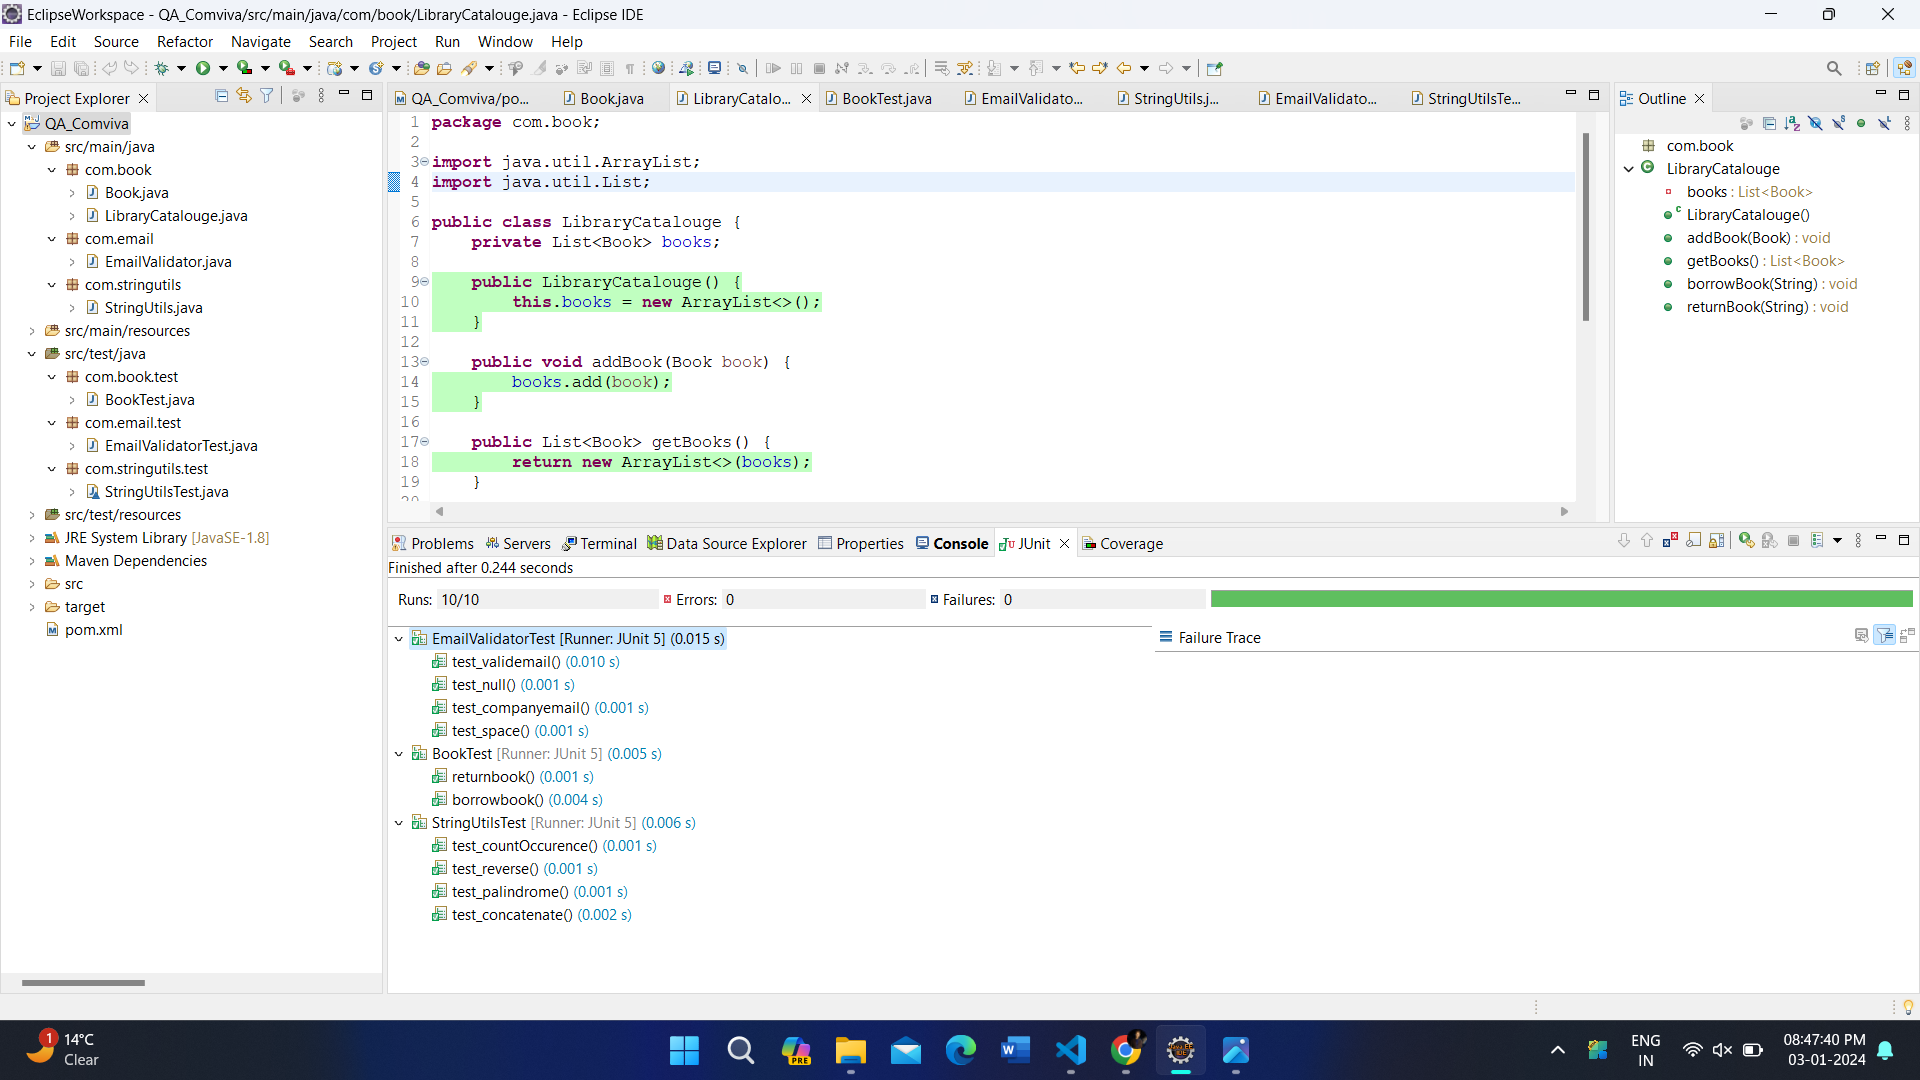 EclipseWorkspace - QA_Comviva/src/main/java/com/book/LibraryCatalouge.java - Eclipse IDE
File Edit Source Refactor Navigate Search Project Run Window Help
Project Explorer
QA_Comviva
src/main/java
com.book
Book.java
LibraryCatalouge.java
com.email
EmailValidator.java
com.stringutils
StringUtils.java
src/main/resources
src/test/java
com.book.test
BookTest.java
com.email.test
EmailValidatorTest.java
com.stringutils.test
StringUtilsTest.java
src/test/resources
JRE System Library [JavaSE-1.8]
Maven Dependencies
src
target
pom.xml
QA_Comviva/po... Book.java LibraryCatalo... BookTest.java EmailValidato... StringUtils.j... EmailValidato... StringUtilsTe...
1 package com.book;
2
3 import java.util.ArrayList;
4 import java.util.List;
5
6 public class LibraryCatalouge {
7 private List<Book> books;
8
9 public LibraryCatalouge() {
10 this.books = new ArrayList<>();
11 }
12
13 public void addBook(Book book) {
14 books.add(book);
15 }
16
17 public List<Book> getBooks() {
18 return new ArrayList<>(books);
19 }
20
Outline
com.book
LibraryCatalouge
books : List<Book>
LibraryCatalouge()
addBook(Book) : void
getBooks() : List<Book>
borrowBook(String) : void
returnBook(String) : void
Problems Servers Terminal Data Source Explorer Properties Console JUnit Coverage
Finished after 0.244 seconds
Runs: 10/10 Errors: 0 Failures: 0
EmailValidatorTest [Runner: JUnit 5] (0.015 s)
test_validemail() (0.010 s)
test_null() (0.001 s)
test_companyemail() (0.001 s)
test_space() (0.001 s)
BookTest [Runner: JUnit 5] (0.005 s)
returnbook() (0.001 s)
borrowbook() (0.004 s)
StringUtilsTest [Runner: JUnit 5] (0.006 s)
test_countOccurence() (0.001 s)
test_reverse() (0.001 s)
test_palindrome() (0.001 s)
test_concatenate() (0.002 s)
Failure Trace
1
14°C
Clear
PRE
ENG
IN
08:47:40 PM
03-01-2024